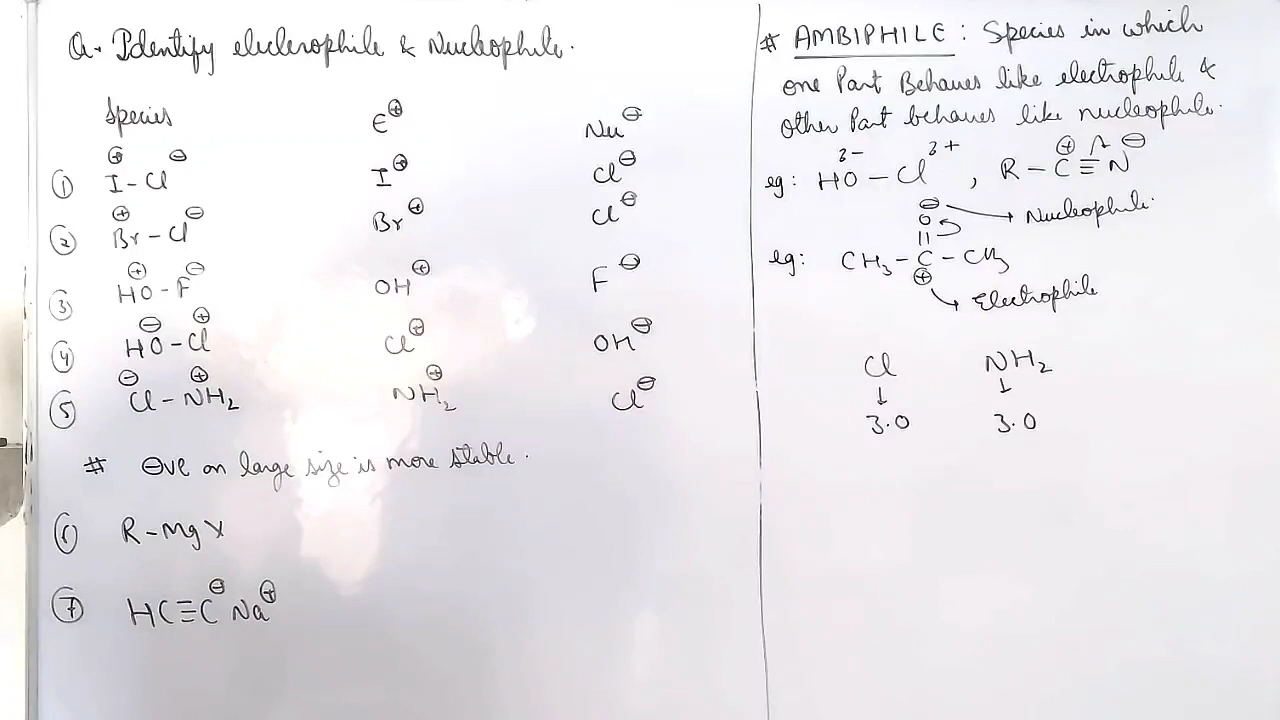 Q. Identify electrophile & Nucleophile.
Species E⊕ Nu⊖
① I⊕ - Cl⊖ I⊕ Cl⊖
② Br⊕ - Cl⊖ Br⊕ Cl⊖
③ HO⊕ - F⊖ OH⊕ F⊖
④ HO⊖ - Cl⊕ Cl⊕ OH⊖
⑤ Cl⊖ - NH₂⊕ NH₂⊕ Cl⊖
# ⊖ve on large size is more stable.
⑥ R - Mg X
⑦ HC≡C⊖ Na⊕
# AMBIPHILE : Species in which
one Part Behaves like electrophile &
other Part behaves like nucleophile.
eg: HOδ- - Clδ+ , R - C⊕≡N⊖
⊖ → Nucleophile.
O
||
eg: CH₃ - C - CH₃
⊕ → Electrophile
Cl NH₂
↓ ↓
3.0 3.0